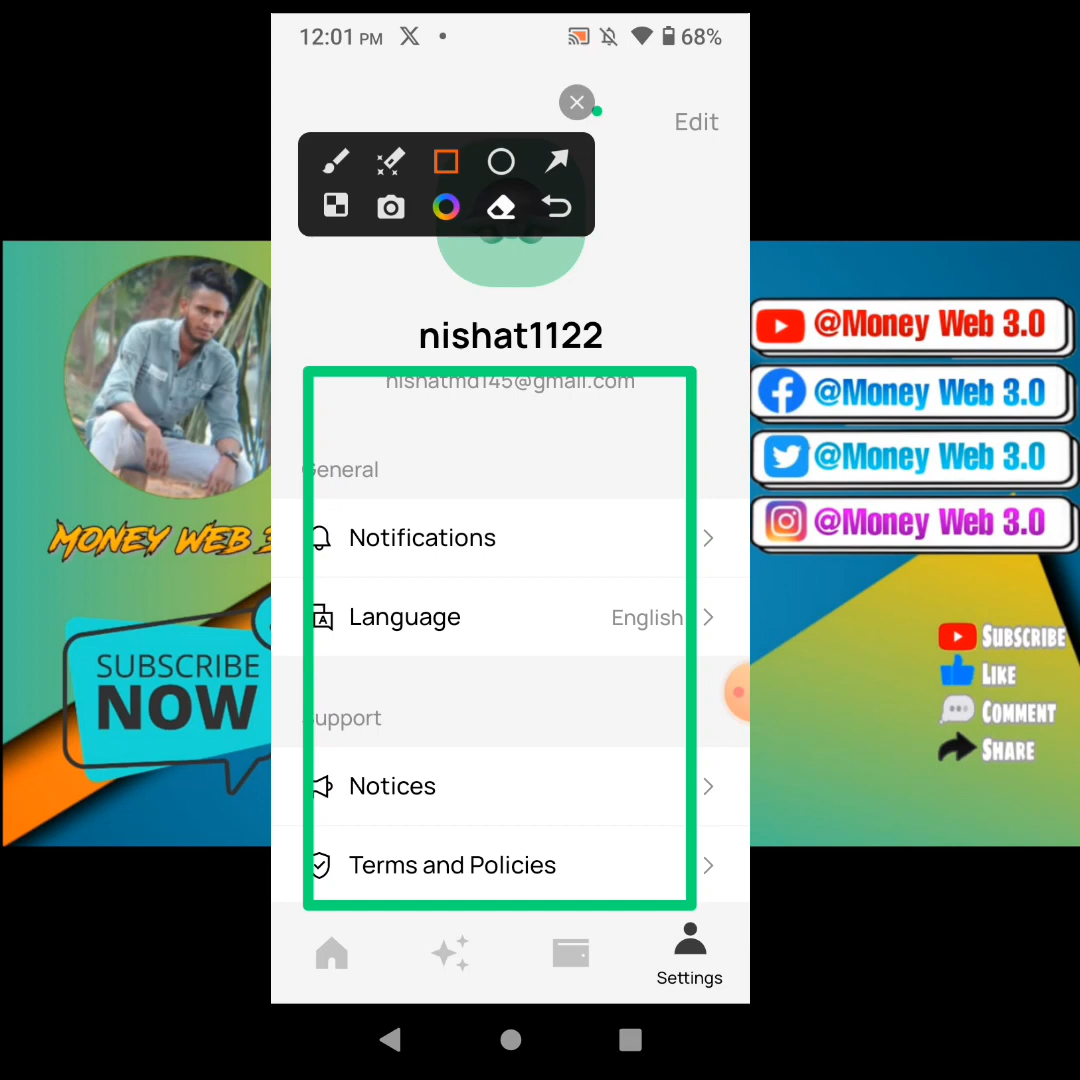 12:01 PM
68%
Edit
nishat1122
nishatmd145@gmail.com
General
Notifications
Language
English
Support
Notices
Terms and Policies
Settings
MONEY WEB 3
SUBSCRIBE
NOW
@Money Web 3.0
@Money Web 3.0
@Money Web 3.0
@Money Web 3.0
SUBSCRIBE
LIKE
COMMENT
SHARE